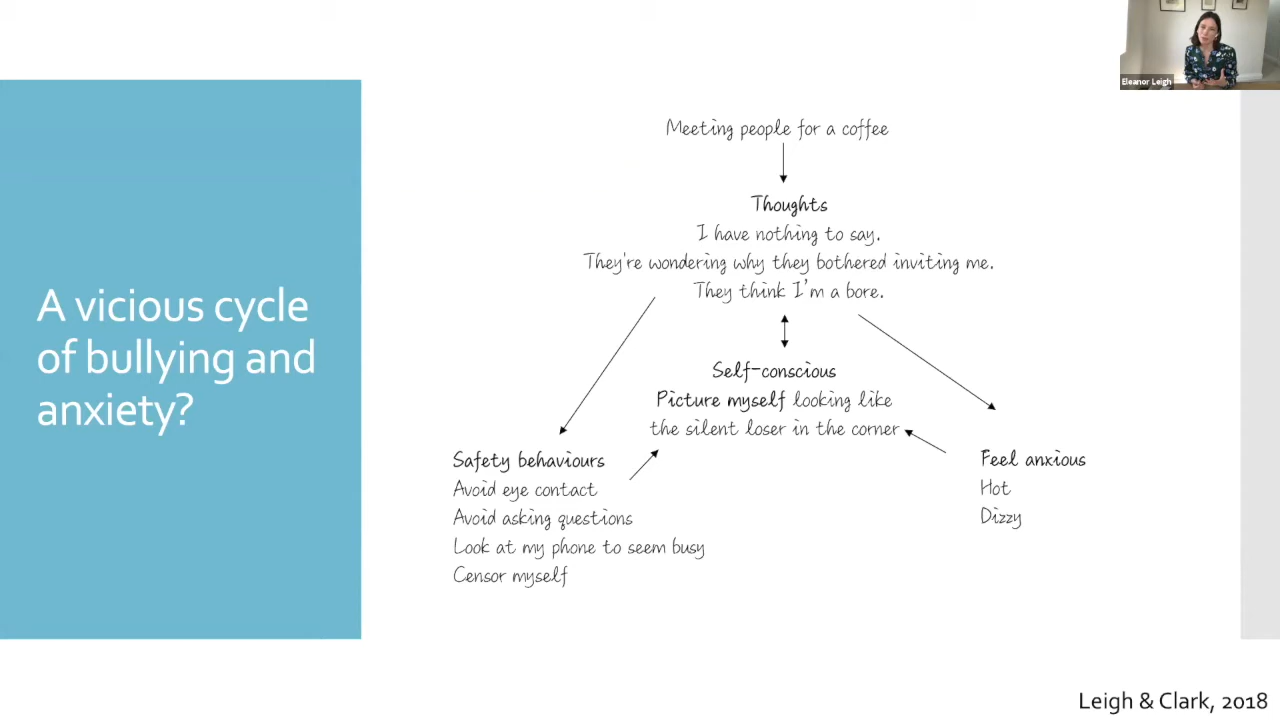 Eleanor Leigh
A vicious cycle
of bullying and
anxiety?
Meeting people for a coffee
Thoughts
I have nothing to say.
They're wondering why they bothered inviting me.
They think I'm a bore.
Self-conscious
Picture myself looking like
the silent loser in the corner
Safety behaviours
Avoid eye contact
Avoid asking questions
Look at my phone to seem busy
Censor myself
Feel anxious
Hot
Dizzy
Leigh & Clark, 2018